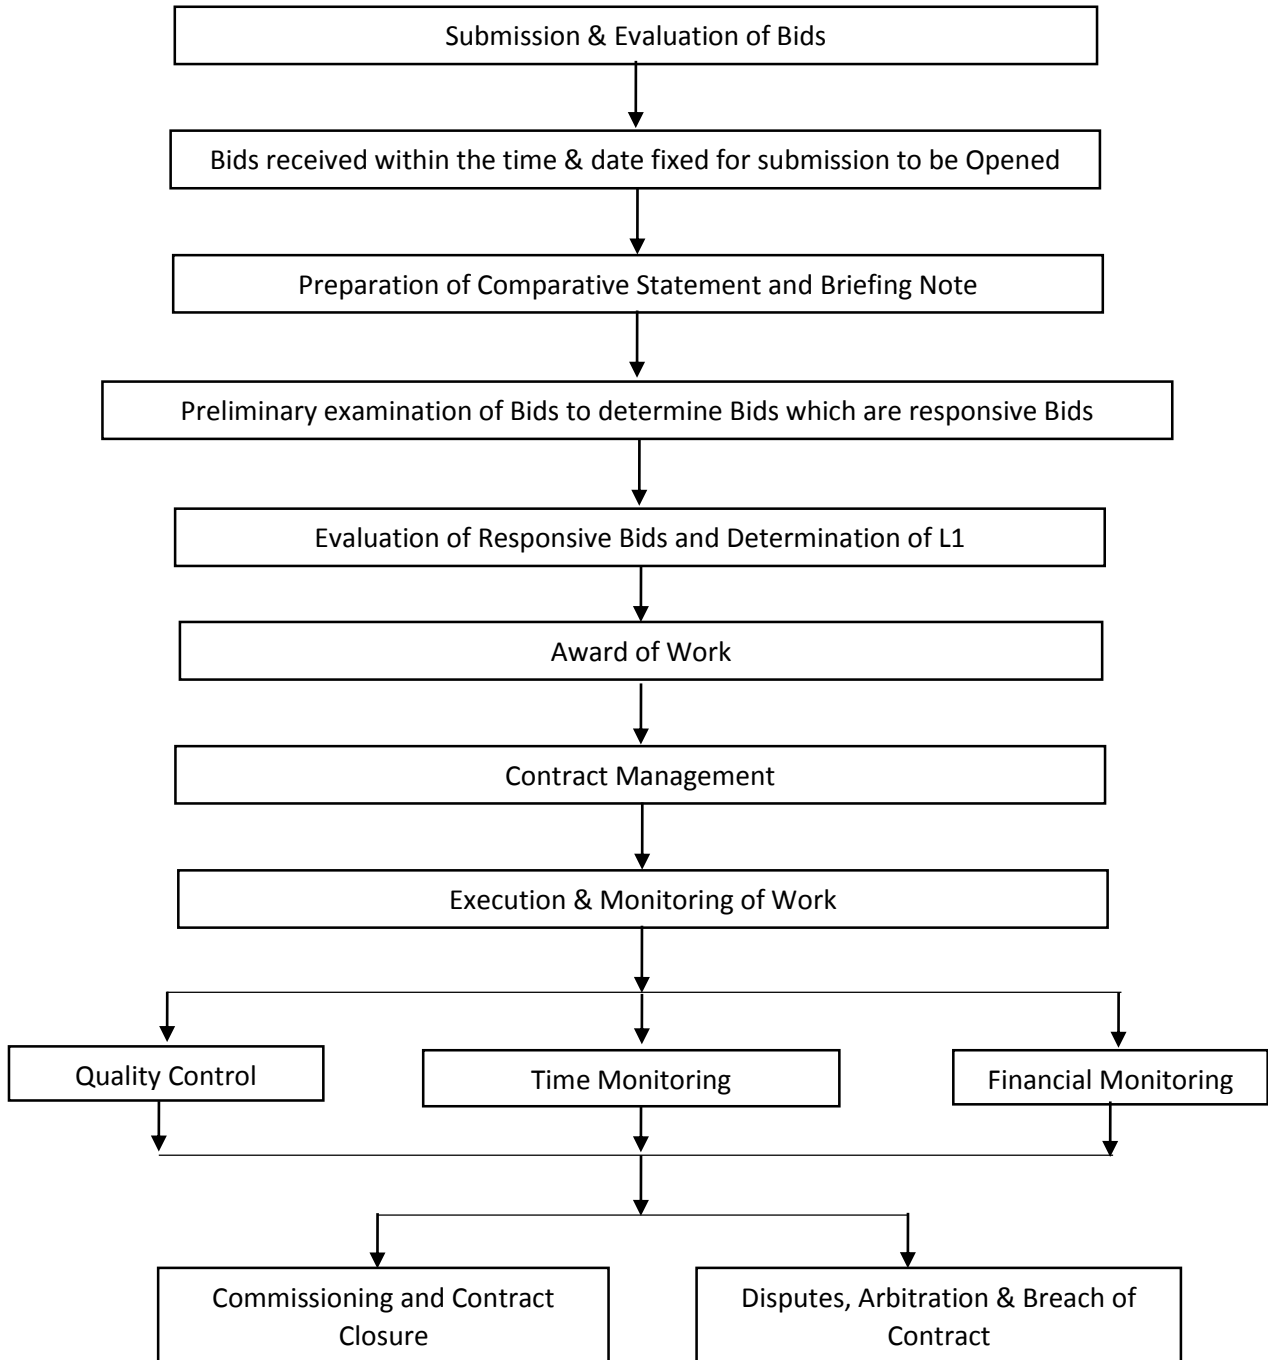 Submission & Evaluation of Bids
Bids received within the time & date fixed for submission to be Opened
Preparation of Comparative Statement and Briefing Note
Preliminary examination of Bids to determine Bids which are responsive Bids
Evaluation of Responsive Bids and Determination of L1
Award of Work
Contract Management
Execution & Monitoring of Work
Quality Control
Time Monitoring
Financial Monitoring
Commissioning and Contract
Closure
Disputes, Arbitration & Breach of
Contract